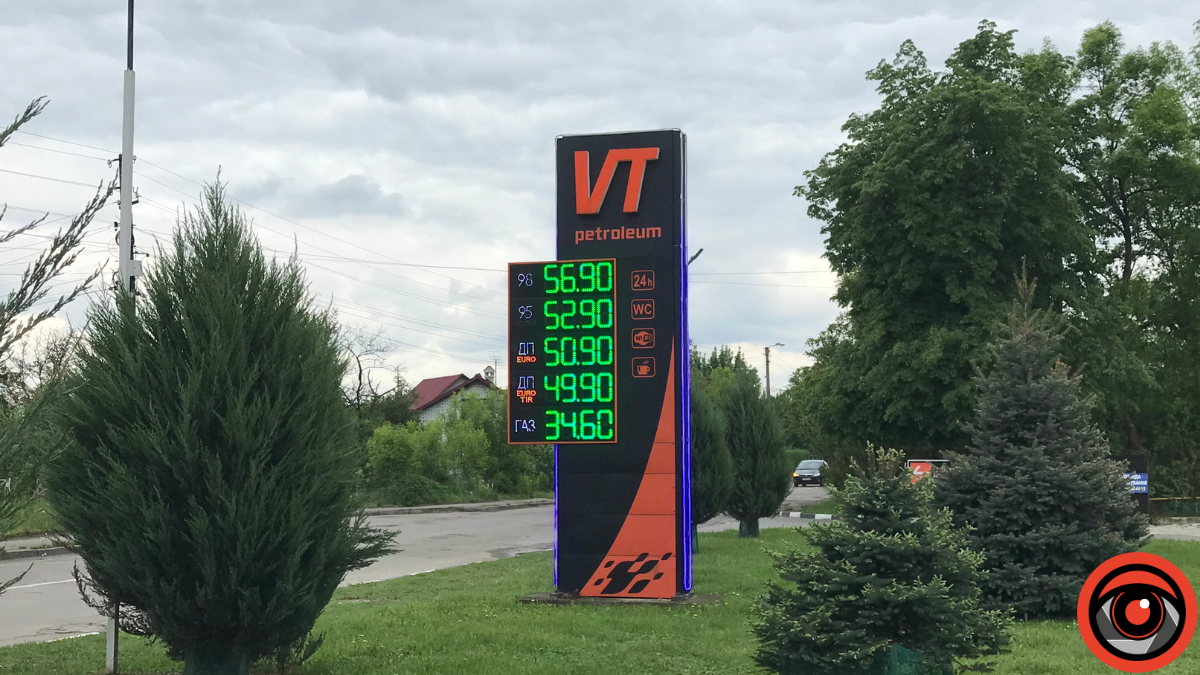 VT
petroleum
98 56.90
95 52.90
ДП EURO 50.90
ДП EURO TIR 49.90
ГАЗ 34.60
24h
WC
WiFi